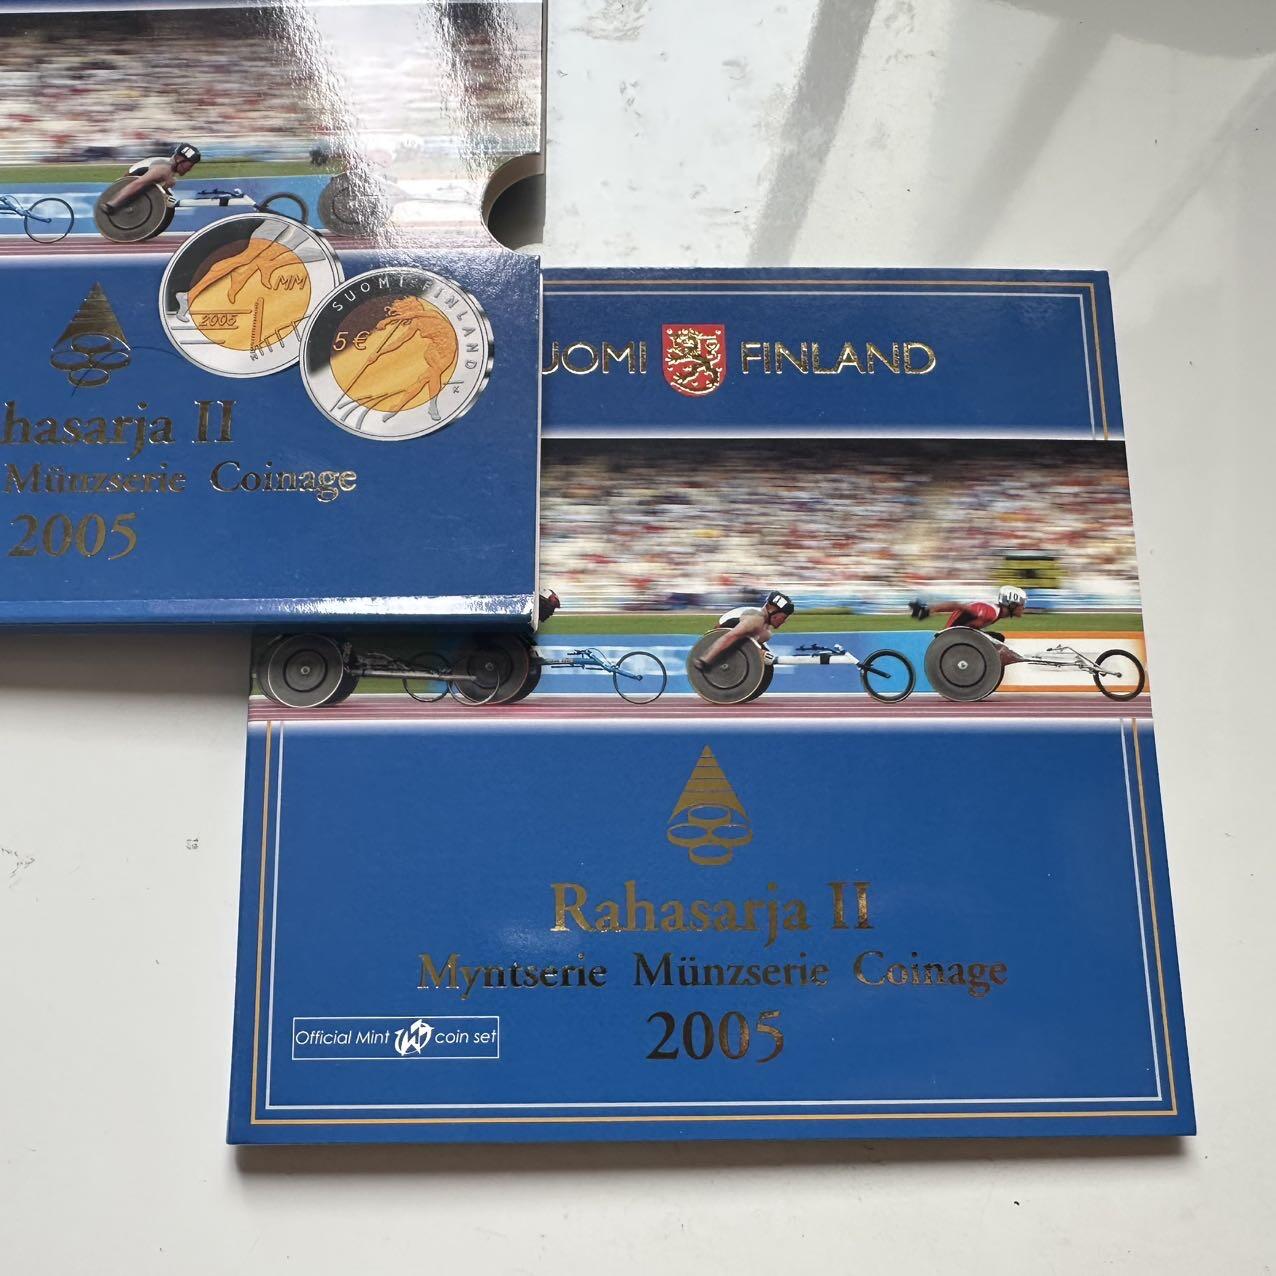 MM
2005
SUOMI FINLAND
5 €
hasarja II
Münzserie Coinage
2005
UOMI FINLAND
10
Rahasarja II
Myntserie Münzserie Coinage
2005
Official Mint coin set